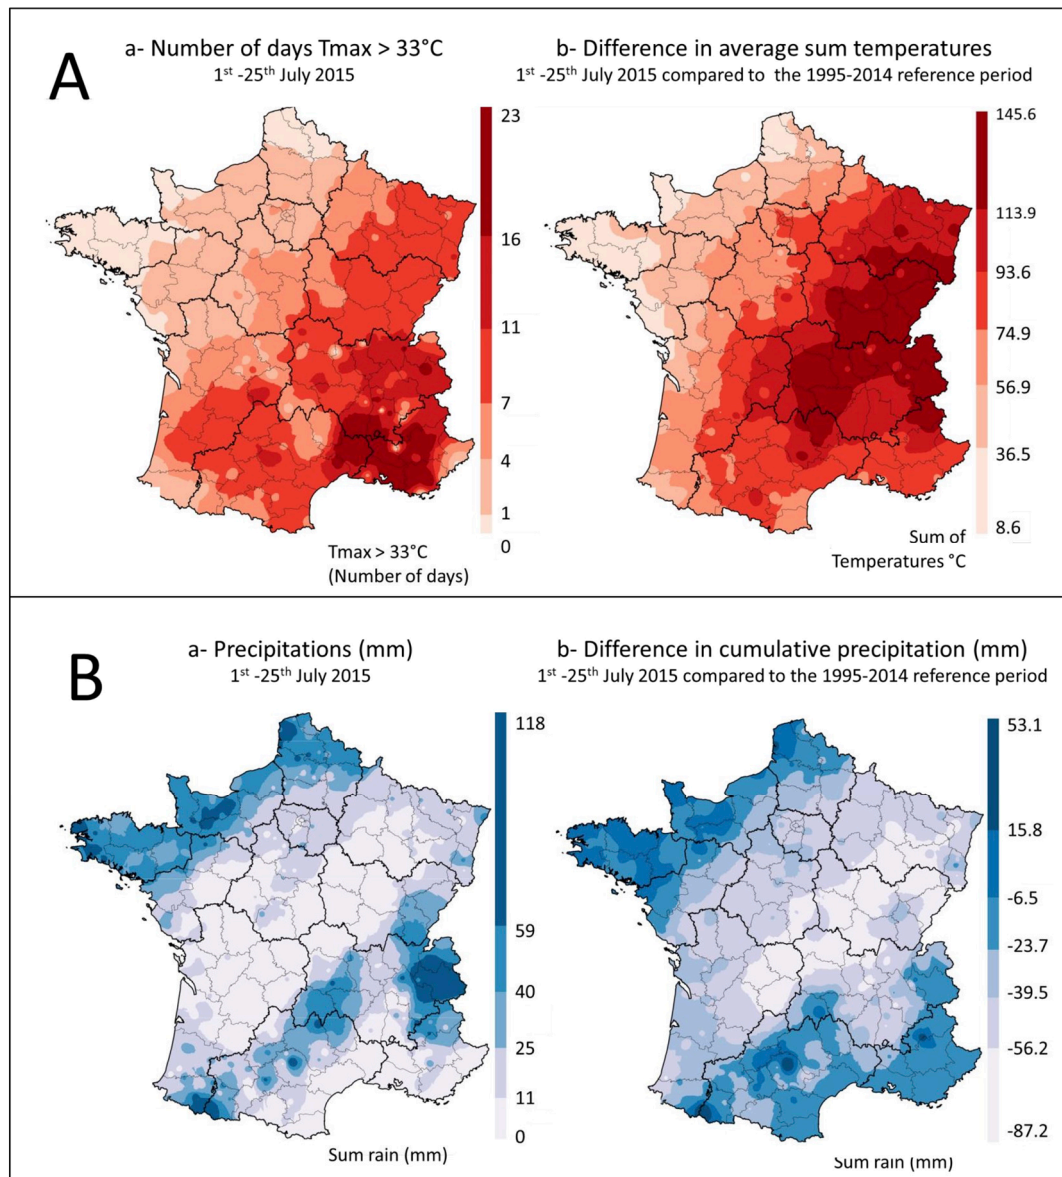 A
a- Number of days Tmax > 33°C
1st -25th July 2015
23
16
11
7
4
1
0
Tmax > 33°C
(Number of days)
b- Difference in average sum temperatures
1st -25th July 2015 compared to the 1995-2014 reference period
145.6
113.9
93.6
74.9
56.9
36.5
8.6
Sum of
Temperatures °C
B
a- Precipitations (mm)
1st -25th July 2015
118
59
40
25
11
0
Sum rain (mm)
b- Difference in cumulative precipitation (mm)
1st -25th July 2015 compared to the 1995-2014 reference period
53.1
15.8
-6.5
-23.7
-39.5
-56.2
-87.2
Sum rain (mm)